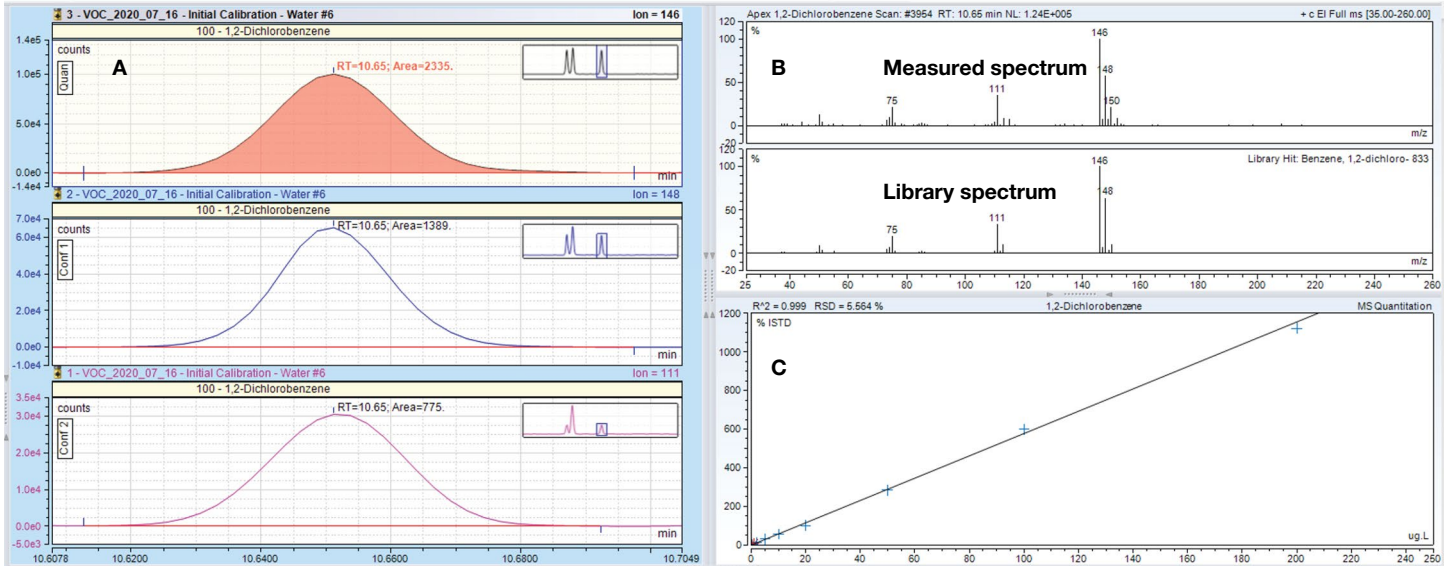 3 - VOC_2020_07_16 - Initial Calibration - Water #6 Ion = 146
100 - 1,2-Dichlorobenzene
1.4e5
1.0e5
5.0e4
0.0e0
-1.4e4
counts
Quan
A
RT=10.65; Area=2335.
min
2 - VOC_2020_07_16 - Initial Calibration - Water #6 Ion = 148
100 - 1,2-Dichlorobenzene
7.0e4
6.0e4
4.0e4
2.0e4
0.0e0
-1.0e4
counts
Conf 1
RT=10.65; Area=1389.
min
1 - VOC_2020_07_16 - Initial Calibration - Water #6 Ion = 111
100 - 1,2-Dichlorobenzene
3.5e4
3.0e4
2.0e4
1.0e4
0.0e0
-5.0e3
counts
Conf 2
RT=10.65; Area=775.
min
10.6078 10.6200 10.6400 10.6600 10.6800 10.7049
Apex 1,2-Dichlorobenzene Scan: #3954 RT: 10.65 min NL: 1.24E+005 + c EI Full ms [35.00-260.00]
120
100
50
0
-20
%
B
Measured spectrum
75
111
146
148
150
m/z
120
100
50
0
-20
%
Library Hit: Benzene, 1,2-dichloro- 833
Library spectrum
75
111
146
148
m/z
25 40 60 80 100 120 140 160 180 200 220 240 260
R^2 = 0.999 RSD = 5.564 % 1,2-Dichlorobenzene MS Quantitation
1200
1000
800
600
400
200
0
% ISTD
C
ug.L
0 20 40 60 80 100 120 140 160 180 200 220 250